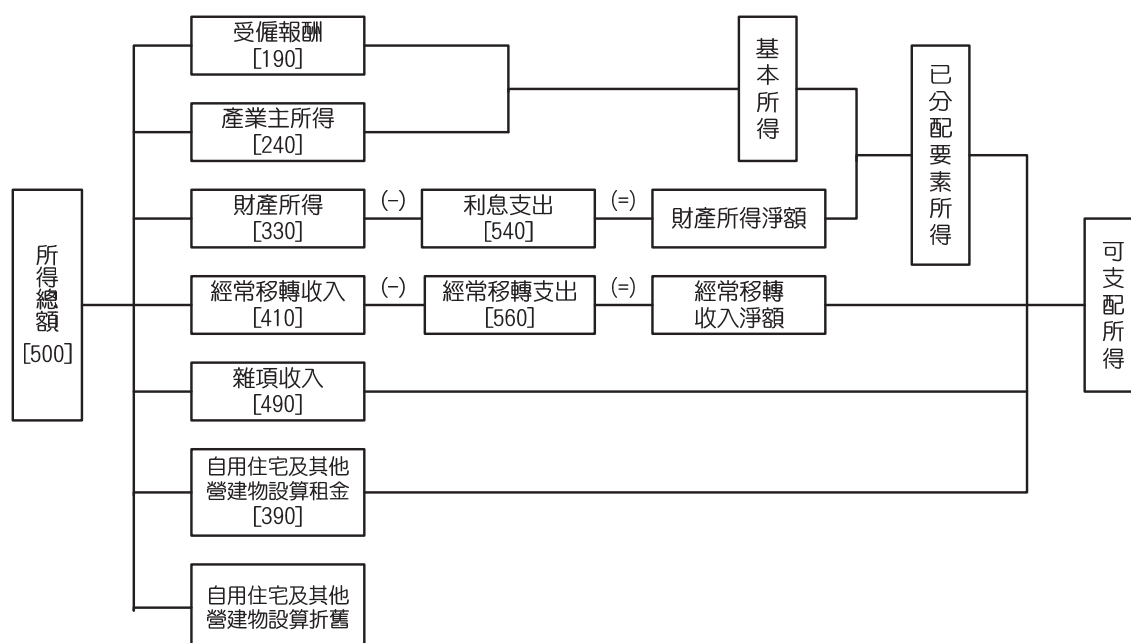 所得總額
[500]
受僱報酬
[190]
產業主所得
[240]
財產所得
[330]
(-)
利息支出
[540]
(=)
財產所得淨額
經常移轉收入
[410]
(-)
經常移轉支出
[560]
(=)
經常移轉
收入淨額
雜項收入
[490]
自用住宅及其他
營建物設算租金
[390]
自用住宅及其他
營建物設算折舊
基本所得
已分配要素所得
可支配所得